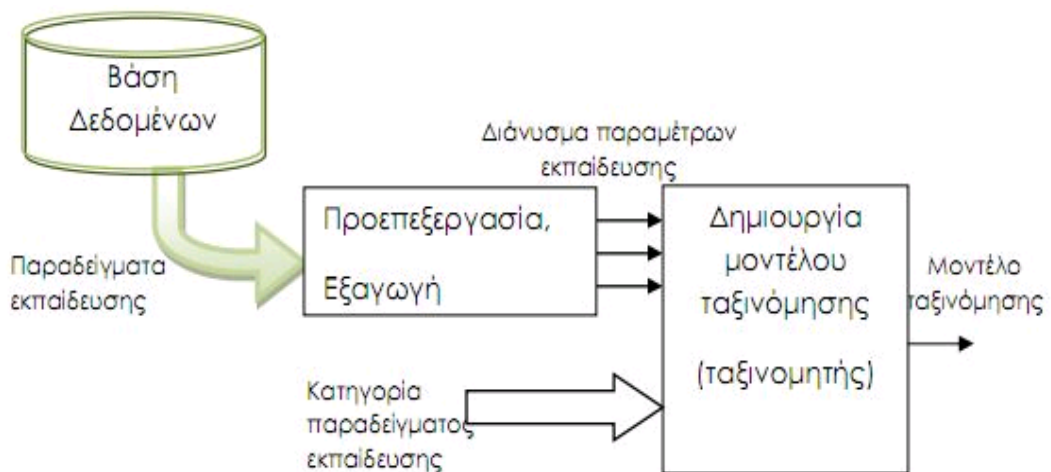 Βάση
Δεδομένων
Διάνυσμα παραμέτρων
εκπαίδευσης
Προεπεξεργασία,
Εξαγωγή
Παραδείγματα
εκπαίδευσης
Δημιουργία
μοντέλου
ταξινόμησης
(ταξινομητής)
Μοντέλο
ταξινόμησης
Κατηγορία
παραδείγματος
εκπαίδευσης